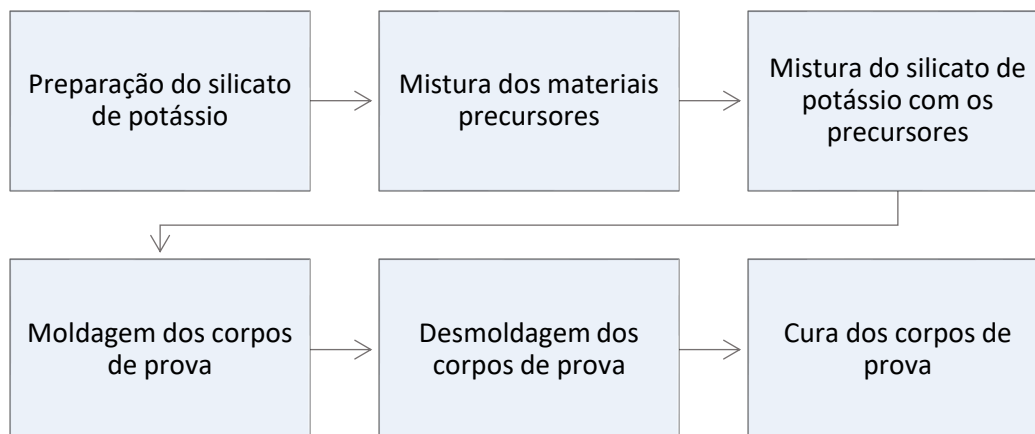 Preparação do silicato
de potássio
Mistura dos materiais
precursores
Mistura do silicato de
potássio com os
precursores
Moldagem dos corpos
de prova
Desmoldagem dos
corpos de prova
Cura dos corpos de
prova